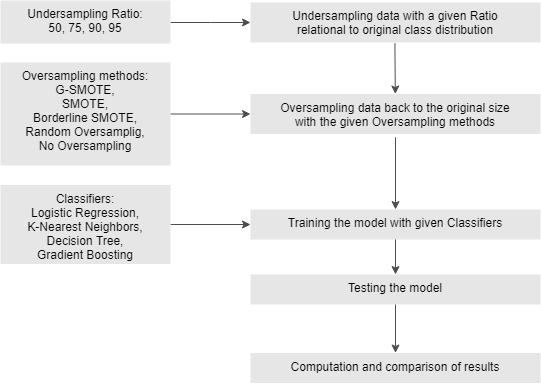 Undersampling Ratio:
50, 75, 90, 95
Undersampling data with a given Ratio
relational to original class distribution
Oversampling methods:
G-SMOTE,
SMOTE,
Borderline SMOTE,
Random Oversamplig,
No Oversampling
Oversampling data back to the original size
with the given Oversampling methods
Classifiers:
Logistic Regression,
K-Nearest Neighbors,
Decision Tree,
Gradient Boosting
Training the model with given Classifiers
Testing the model
Computation and comparison of results